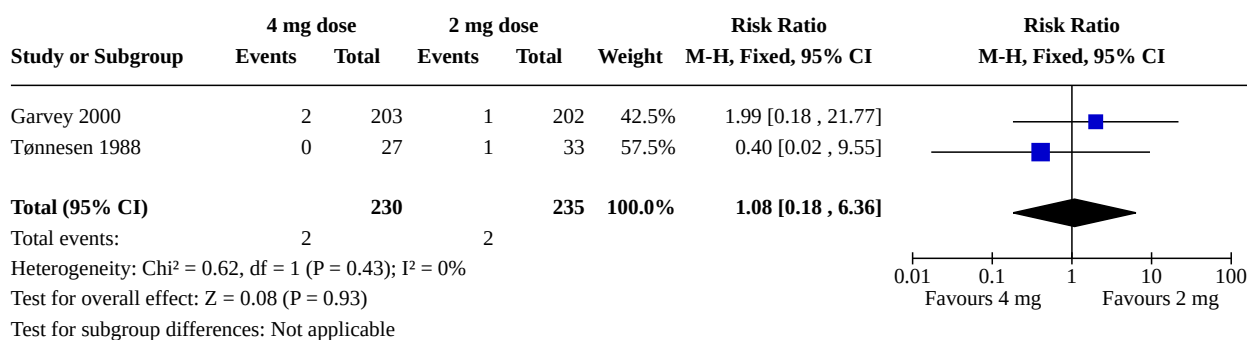 4 mg dose 2 mg dose Risk Ratio Risk Ratio
Study or Subgroup Events Total Events Total Weight M-H, Fixed, 95% CI M-H, Fixed, 95% CI
Garvey 2000 2 203 1 202 42.5% 1.99 [0.18 , 21.77]
Tønnesen 1988 0 27 1 33 57.5% 0.40 [0.02 , 9.55]
Total (95% CI) 230 235 100.0% 1.08 [0.18 , 6.36]
Total events: 2 2
Heterogeneity: Chi² = 0.62, df = 1 (P = 0.43); I² = 0%
Test for overall effect: Z = 0.08 (P = 0.93)
Test for subgroup differences: Not applicable
0.01 0.1 1 10 100
Favours 4 mg Favours 2 mg